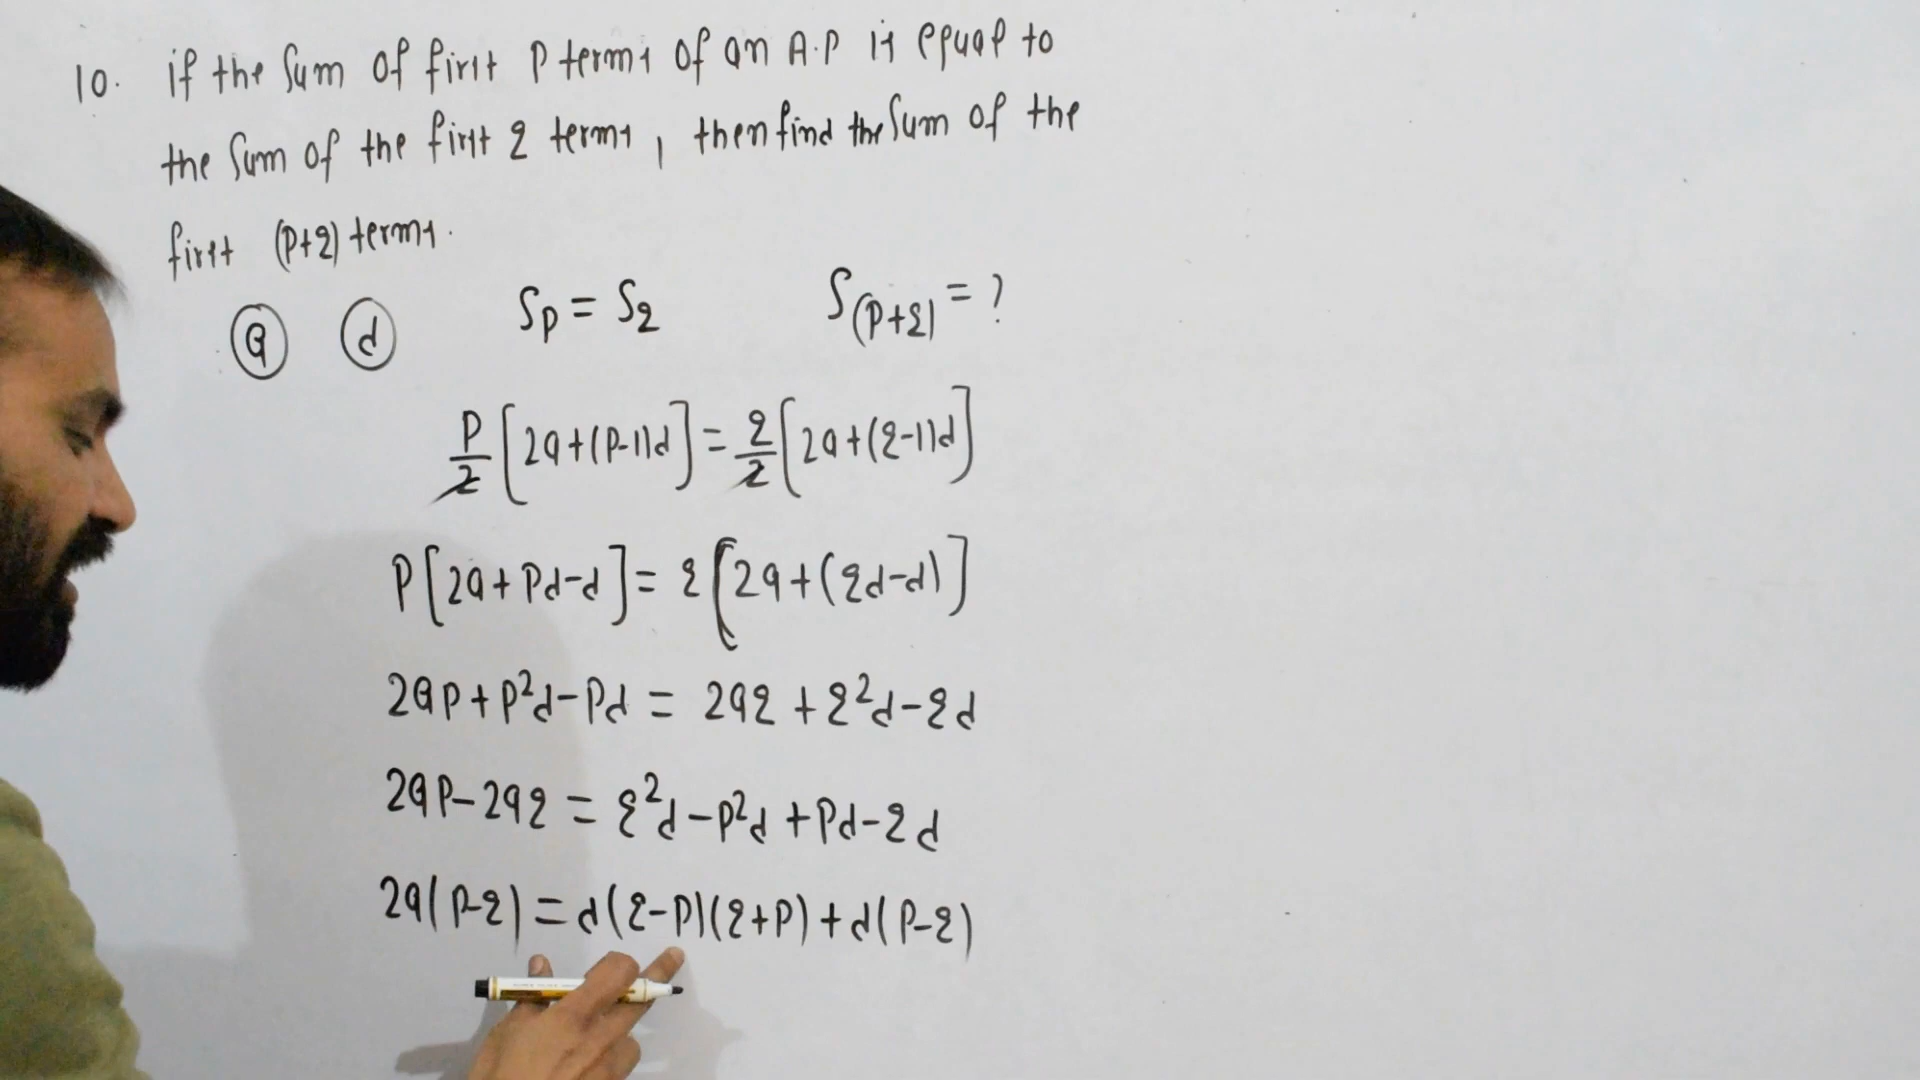 10. if the Sum of first P terms of an A.P is equal to
the Sum of the first q terms, then find the Sum of the
first (P+q) terms.
a d Sp = Sq S(P+q) = ?
P/2 [2a+(P-1)d] = q/2 [2a+(q-1)d]
P[2a+Pd-d] = q[2a+(qd-d)]
2aP+P²d-Pd = 2aq+q²d-qd
2aP-2aq = q²d-P²d+Pd-qd
2a(P-q) = d(q-P)(q+P)+d(P-q)